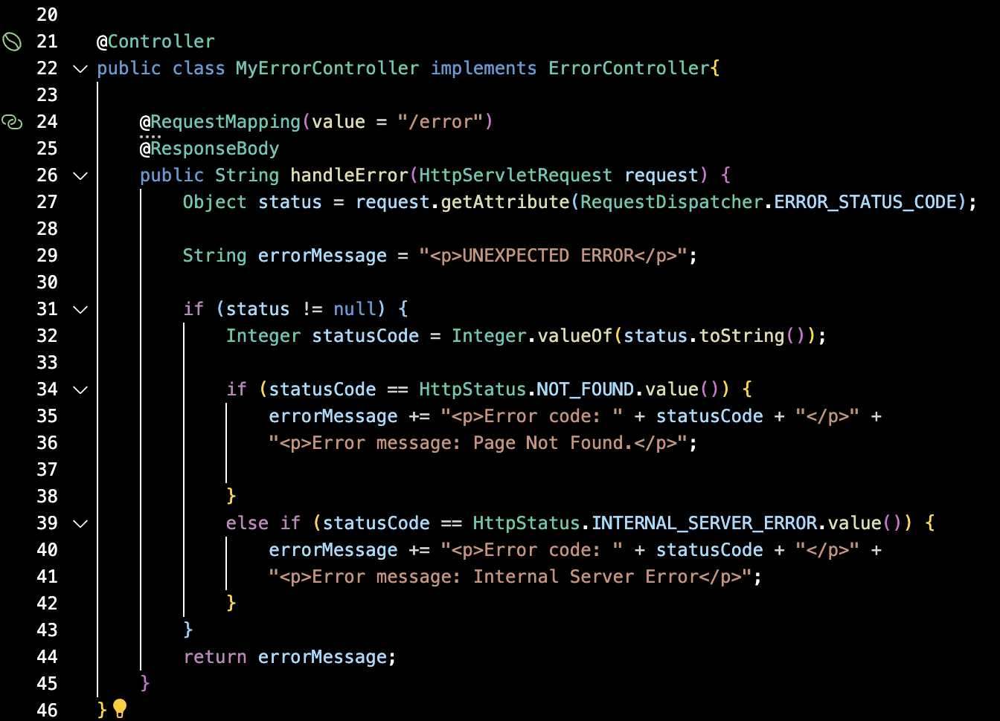 20
21 @Controller
22 public class MyErrorController implements ErrorController{
23
24 @RequestMapping(value = "/error")
25 @ResponseBody
26 public String handleError(HttpServletRequest request) {
27 Object status = request.getAttribute(RequestDispatcher.ERROR_STATUS_CODE);
28
29 String errorMessage = "<p>UNEXPECTED ERROR</p>";
30
31 if (status != null) {
32 Integer statusCode = Integer.valueOf(status.toString());
33
34 if (statusCode == HttpStatus.NOT_FOUND.value()) {
35 errorMessage += "<p>Error code: " + statusCode + "</p>" +
36 "<p>Error message: Page Not Found.</p>";
37
38 }
39 else if (statusCode == HttpStatus.INTERNAL_SERVER_ERROR.value()) {
40 errorMessage += "<p>Error code: " + statusCode + "</p>" +
41 "<p>Error message: Internal Server Error</p>";
42 }
43 }
44 return errorMessage;
45 }
46 }